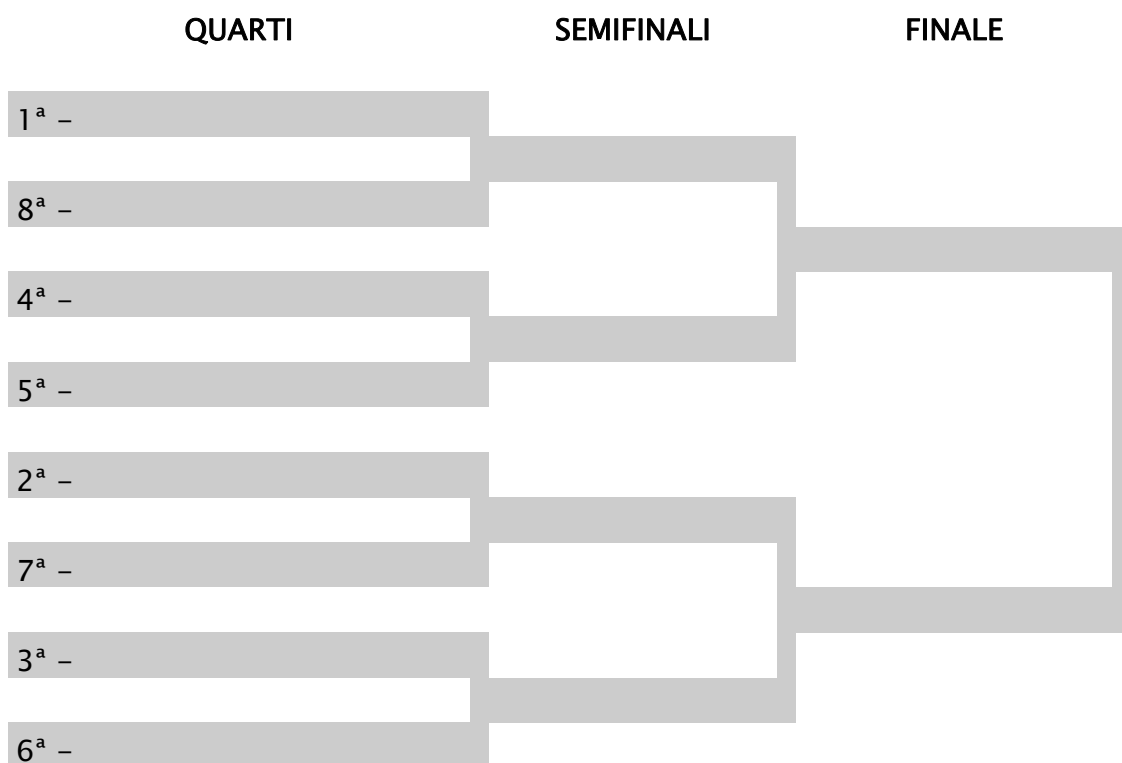 QUARTI SEMIFINALI FINALE
1ª –
8ª –
4ª –
5ª –
2ª –
7ª –
3ª –
6ª –